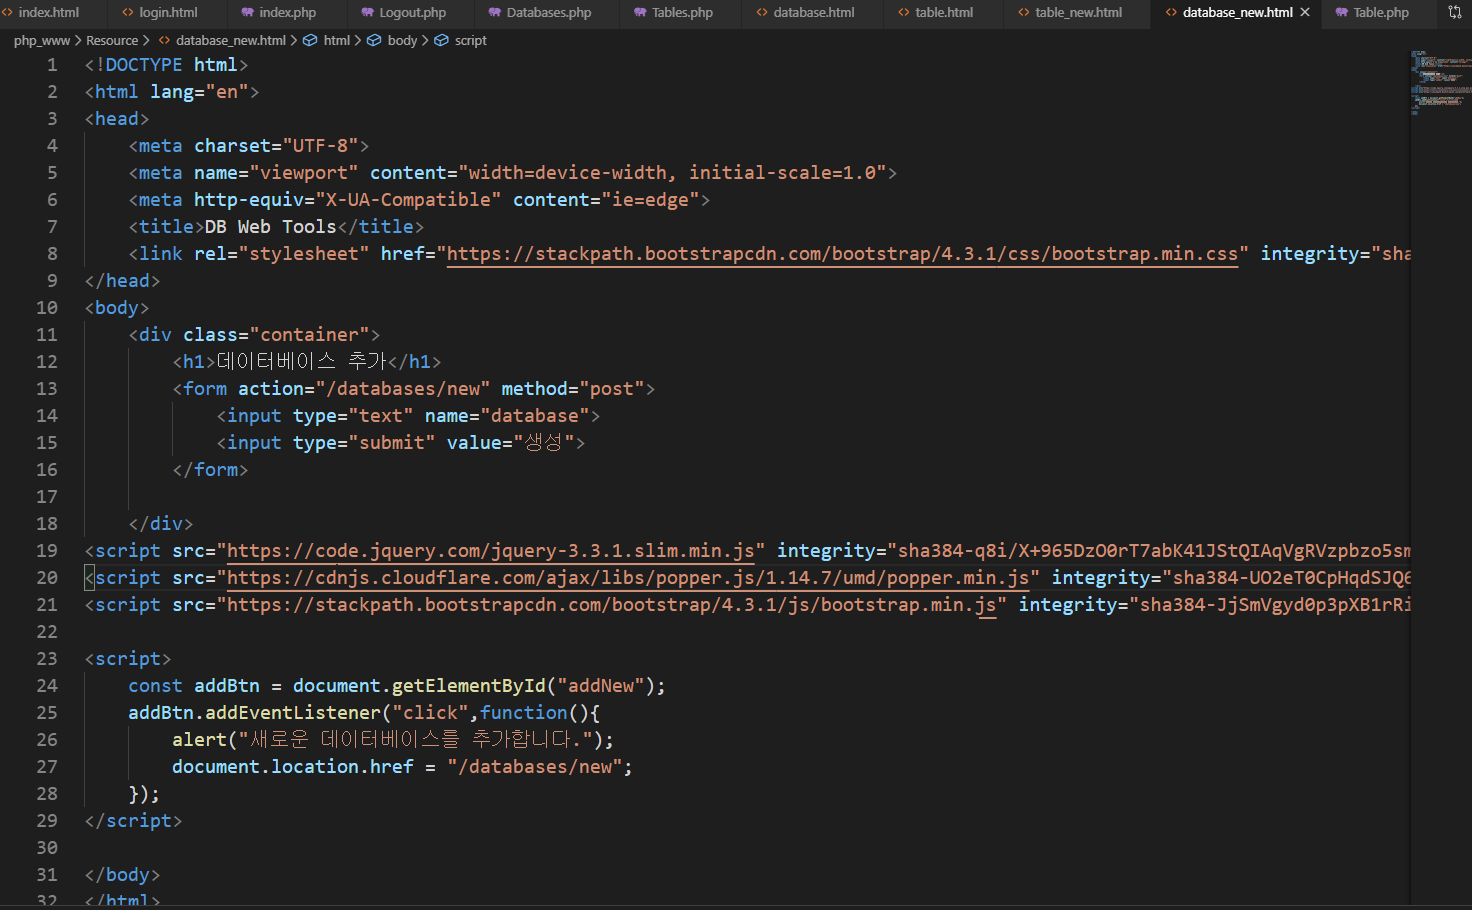 index.html login.html index.php Logout.php Databases.php Tables.php database.html table.html table_new.html database_new.html Table.php
php_www > Resource > database_new.html > html > body > script
1 <!DOCTYPE html>
2 <html lang="en">
3 <head>
4 <meta charset="UTF-8">
5 <meta name="viewport" content="width=device-width, initial-scale=1.0">
6 <meta http-equiv="X-UA-Compatible" content="ie=edge">
7 <title>DB Web Tools</title>
8 <link rel="stylesheet" href="https://stackpath.bootstrapcdn.com/bootstrap/4.3.1/css/bootstrap.min.css" integrity="sha
9 </head>
10 <body>
11 <div class="container">
12 <h1>데이터베이스 추가</h1>
13 <form action="/databases/new" method="post">
14 <input type="text" name="database">
15 <input type="submit" value="생성">
16 </form>
17
18 </div>
19 <script src="https://code.jquery.com/jquery-3.3.1.slim.min.js" integrity="sha384-q8i/X+965DzO0rT7abK41JStQIAqVgRVzpbzo5sm
20 <script src="https://cdnjs.cloudflare.com/ajax/libs/popper.js/1.14.7/umd/popper.min.js" integrity="sha384-UO2eT0CpHqdSJQ6
21 <script src="https://stackpath.bootstrapcdn.com/bootstrap/4.3.1/js/bootstrap.min.js" integrity="sha384-JjSmVgyd0p3pXB1rRi
22
23 <script>
24 const addBtn = document.getElementById("addNew");
25 addBtn.addEventListener("click",function(){
26 alert("새로운 데이터베이스를 추가합니다.");
27 document.location.href = "/databases/new";
28 });
29 </script>
30
31 </body>
32 </html>